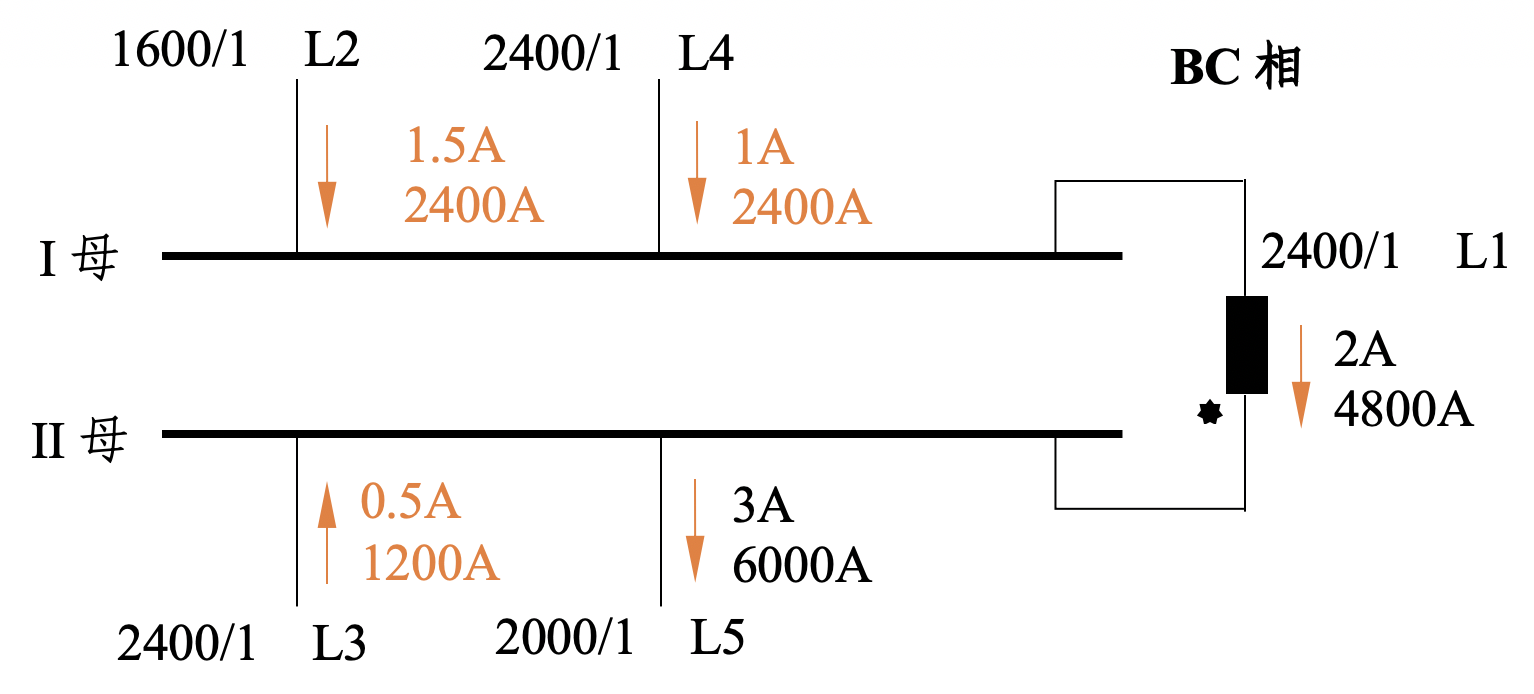 1600/1 L2 2400/1 L4 BC 相
1.5A 1A
2400A 2400A
I 母 2400/1 L1
2A
4800A
II 母
0.5A 3A
1200A 6000A
2400/1 L3 2000/1 L5